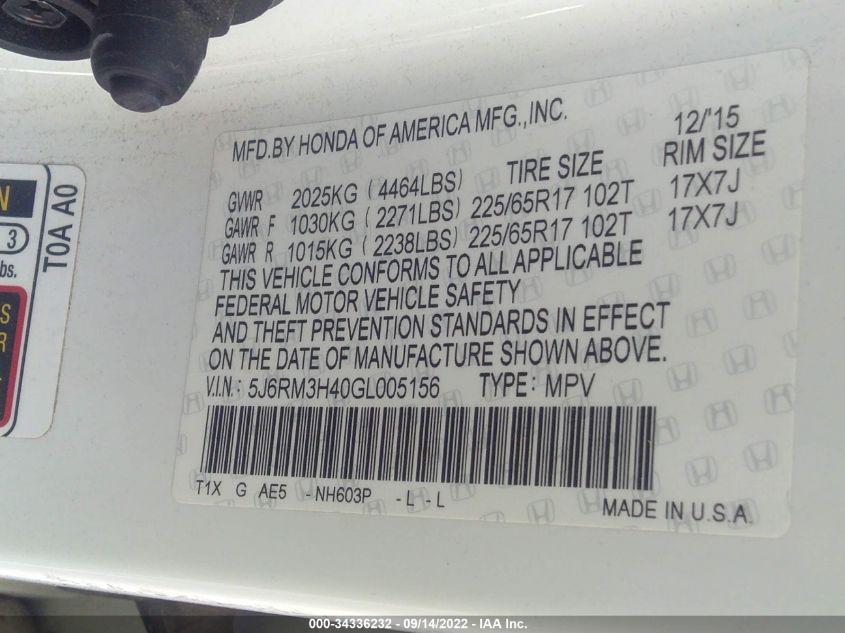 MFD.BY HONDA OF AMERICA MFG.,INC. 12/'15
TIRE SIZE RIM SIZE
GVWR 2025KG (4464LBS)
GAWR F 1030KG (2271LBS) 225/65R17 102T 17X7J
GAWR R 1015KG (2238LBS) 225/65R17 102T 17X7J
THIS VEHICLE CONFORMS TO ALL APPLICABLE
FEDERAL MOTOR VEHICLE SAFETY
AND THEFT PREVENTION STANDARDS IN EFFECT
ON THE DATE OF MANUFACTURE SHOWN ABOVE.
V.I.N: 5J6RM3H40GL005156 TYPE: MPV
T1X G AE5 -NH603P -L -L
MADE IN U.S.A.
N
3
bs.
S
R
T0A A0
000-34336232 - 09/14/2022 - IAA Inc.